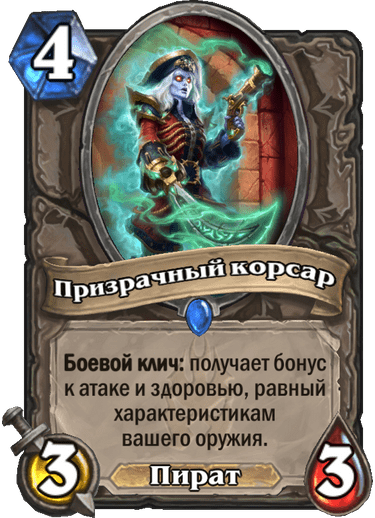 4
Призрачный корсар
Боевой клич: получает бонус
к атаке и здоровью, равный
характеристикам
вашего оружия.
3
Пират
3